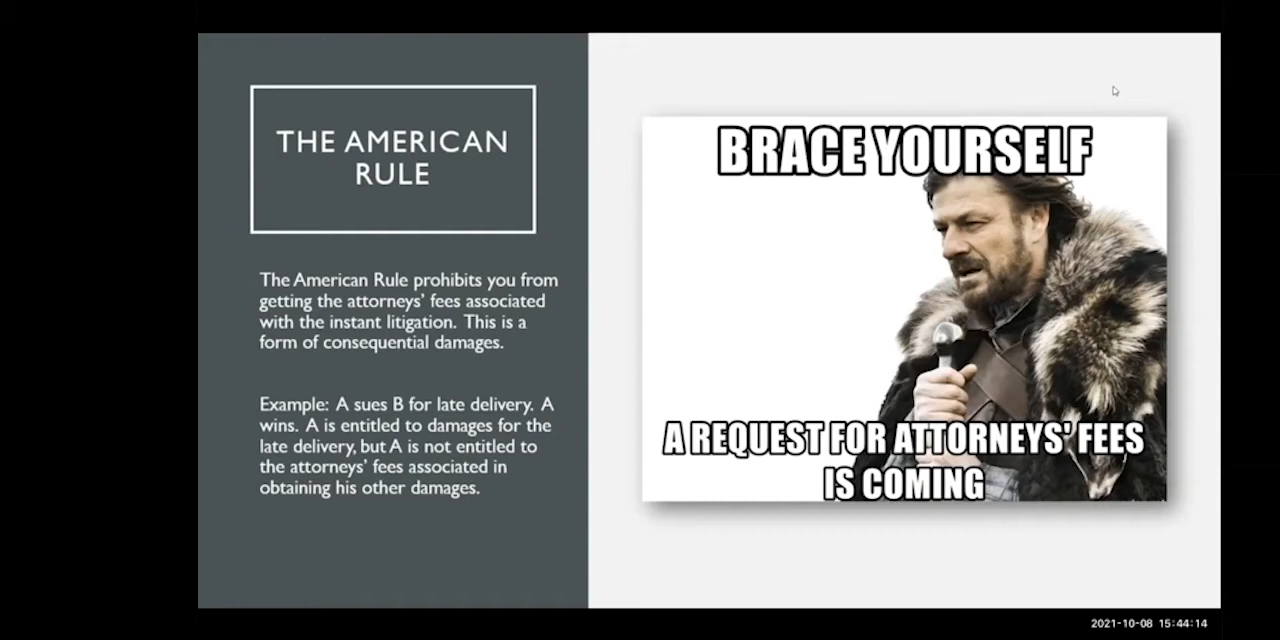 THE AMERICAN
RULE
The American Rule prohibits you from
getting the attorneys' fees associated
with the instant litigation. This is a
form of consequential damages.
Example: A sues B for late delivery. A
wins. A is entitled to damages for the
late delivery, but A is not entitled to
the attorneys' fees associated in
obtaining his other damages.
BRACE YOURSELF
A REQUEST FOR ATTORNEYS' FEES
IS COMING
2021-10-08 15:44:14